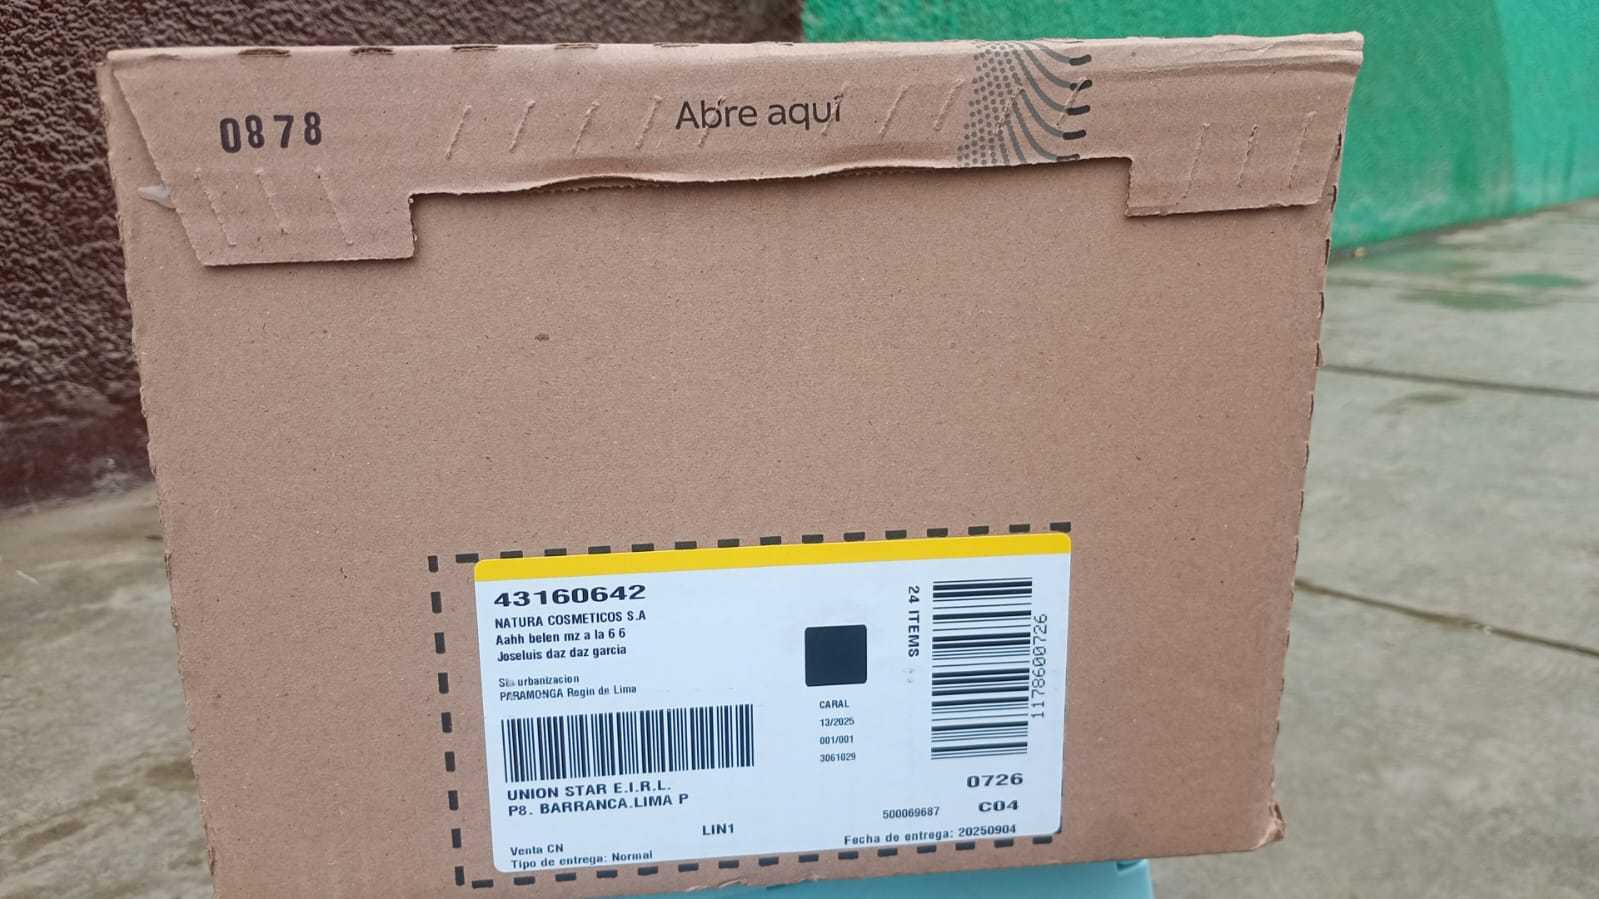 0878
Abre aquí
43160642
NATURA COSMETICOS S.A
Aahh belen mz a la 6 6
Joseluis daz daz garcia
urbanizacion
PARAMONGA Regin de Lima
UNION STAR E.I.R.L.
P8. BARRANCA.LIMA P
LIN1
Venta CN
Tipo de entrega: Normal
CARAL
13/2025
001/001
3061029
24 ITEMS
1178600726
0726
C04
500069687
Fecha de entrega: 20250904